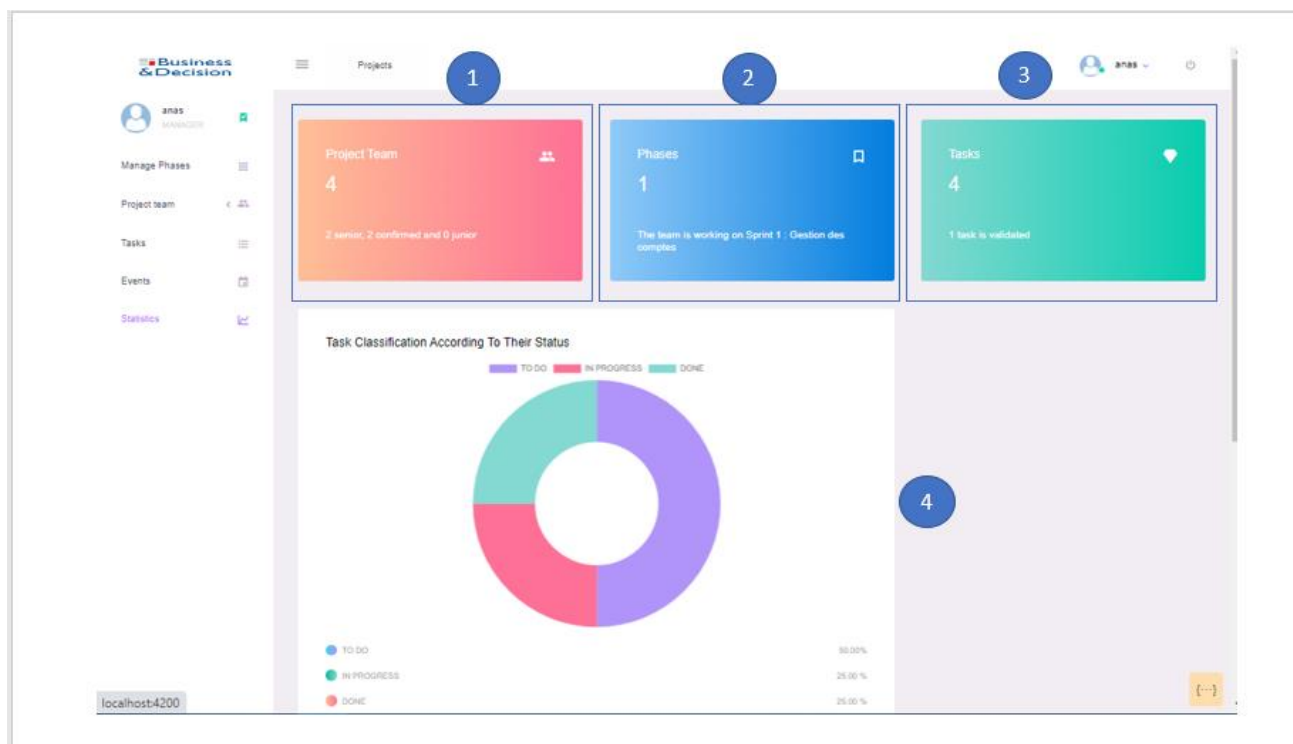 Business
&Decision
Projects
1
2
3
anas
anas
MANAGER
Manage Phases
Project team
Tasks
Events
Statistics
Project Team
4
2 senior, 2 confirmed and 0 junior
Phases
1
The team is working on Sprint 1 : Gestion des
comptes
Tasks
4
1 task is validated
Task Classification According To Their Status
TO DO IN PROGRESS DONE
4
TO DO 50.00%
IN PROGRESS 25.00 %
DONE 25.00 %
{···}
localhost:4200